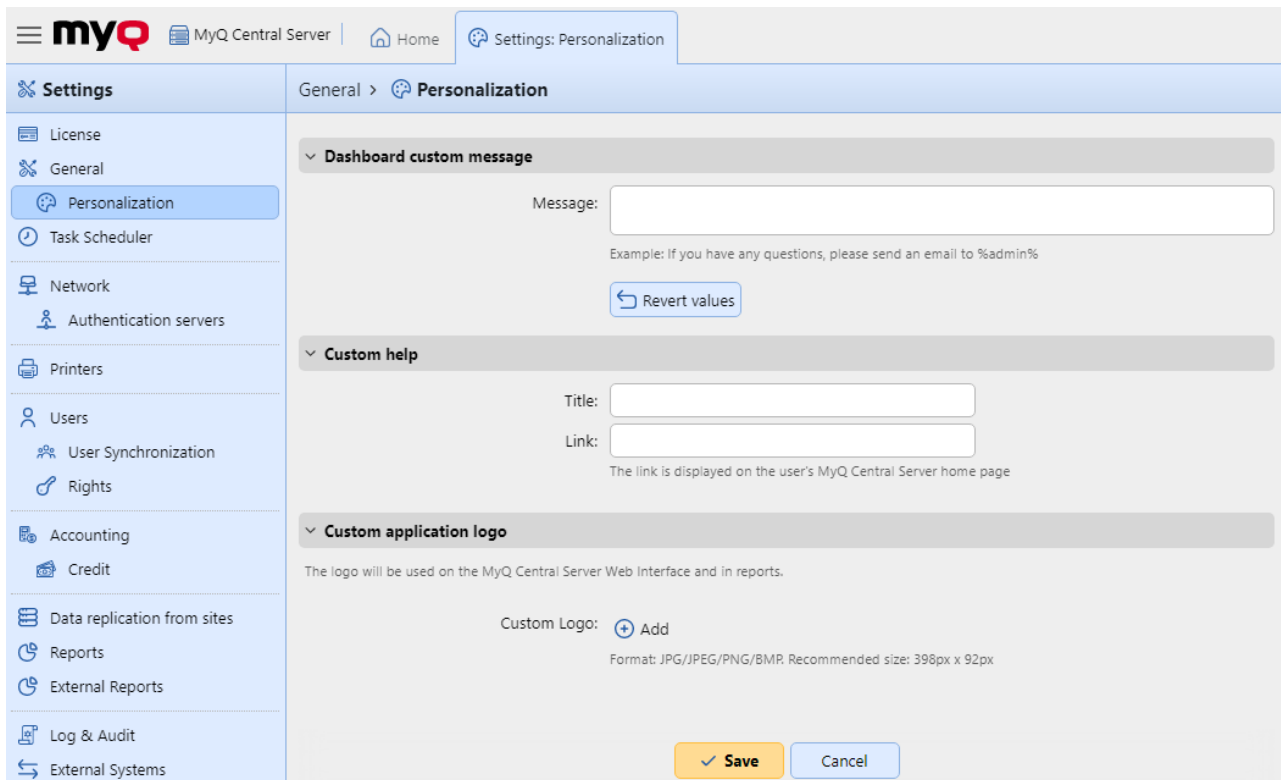 myQ MyQ Central Server Home Settings: Personalization
Settings
License
General
Personalization
Task Scheduler
Network
Authentication servers
Printers
Users
User Synchronization
Rights
Accounting
Credit
Data replication from sites
Reports
External Reports
Log & Audit
External Systems
General > Personalization
Dashboard custom message
Message:
Example: If you have any questions, please send an email to %admin%
Revert values
Custom help
Title:
Link:
The link is displayed on the user's MyQ Central Server home page
Custom application logo
The logo will be used on the MyQ Central Server Web Interface and in reports.
Custom Logo: Add
Format: JPG/JPEG/PNG/BMP. Recommended size: 398px x 92px
Save Cancel